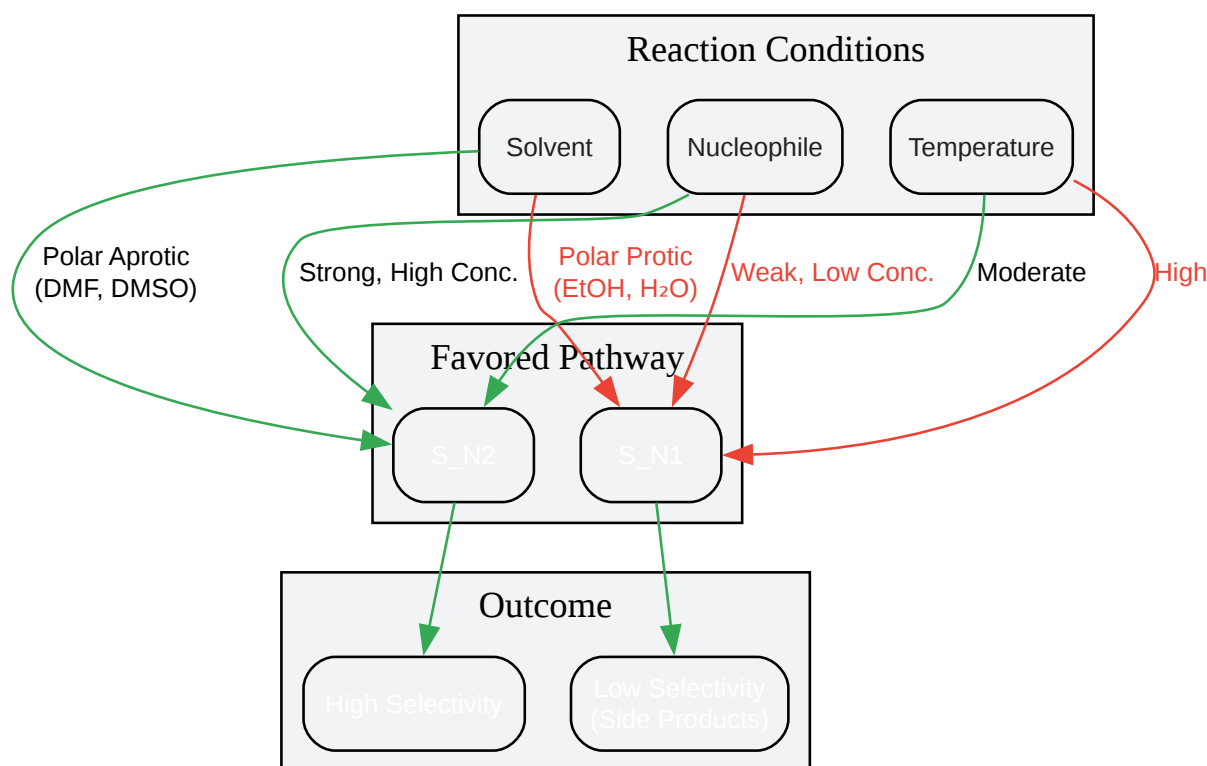 Reaction Conditions
Solvent
Nucleophile
Temperature
Polar Aprotic
(DMF, DMSO)
Strong, High Conc.
Polar Protic
(EtOH, H₂O)
Weak, Low Conc.
Moderate
High
Favored Pathway
S_N2
S_N1
Outcome
High Selectivity
Low Selectivity
(Side Products)